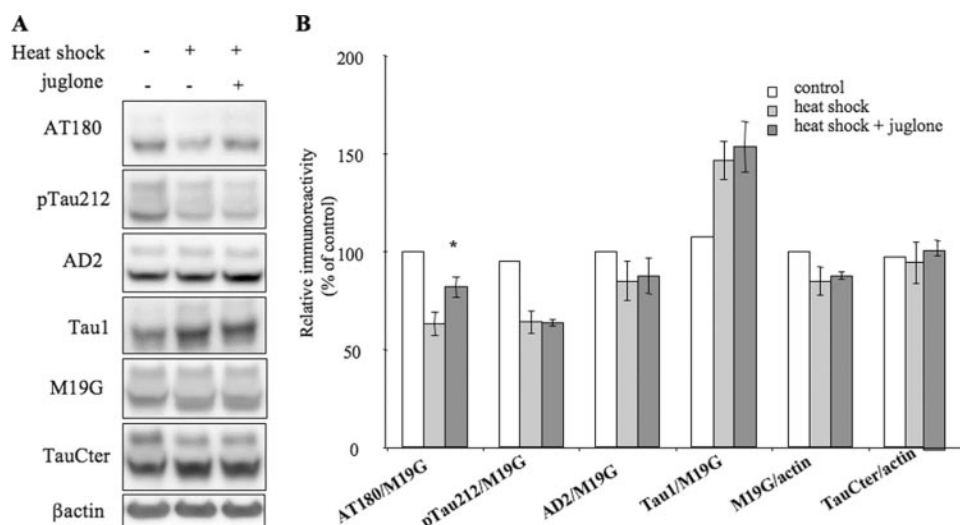 A
Heat shock - + +
juglone - - +
AT180
pTau212
AD2
Tau1
M19G
TauCter
βactin
B
Relative immunoreactivity
(% of control)
200
150
100
50
0
control
heat shock
heat shock + juglone
*
AT180/M19G
pTau212/M19G
AD2/M19G
Tau1/M19G
M19G/actin
TauCter/actin